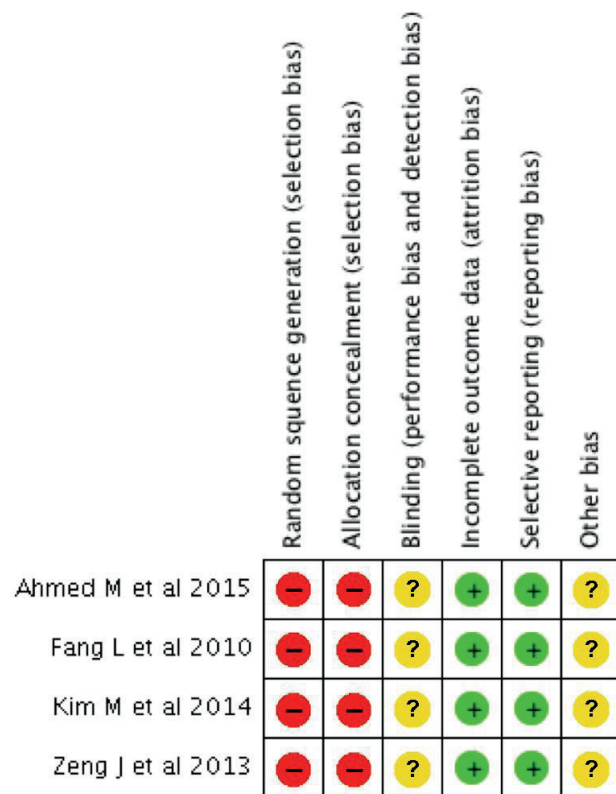 Random squence generation (selection bias)
Allocation concealment (selection bias)
Blinding (performance bias and detection bias)
Incomplete outcome data (attrition bias)
Selective reporting (reporting bias)
Other bias
Ahmed M et al 2015 − − ? + + ?
Fang L et al 2010 − − ? + + ?
Kim M et al 2014 − − ? + + ?
Zeng J et al 2013 − − ? + + ?